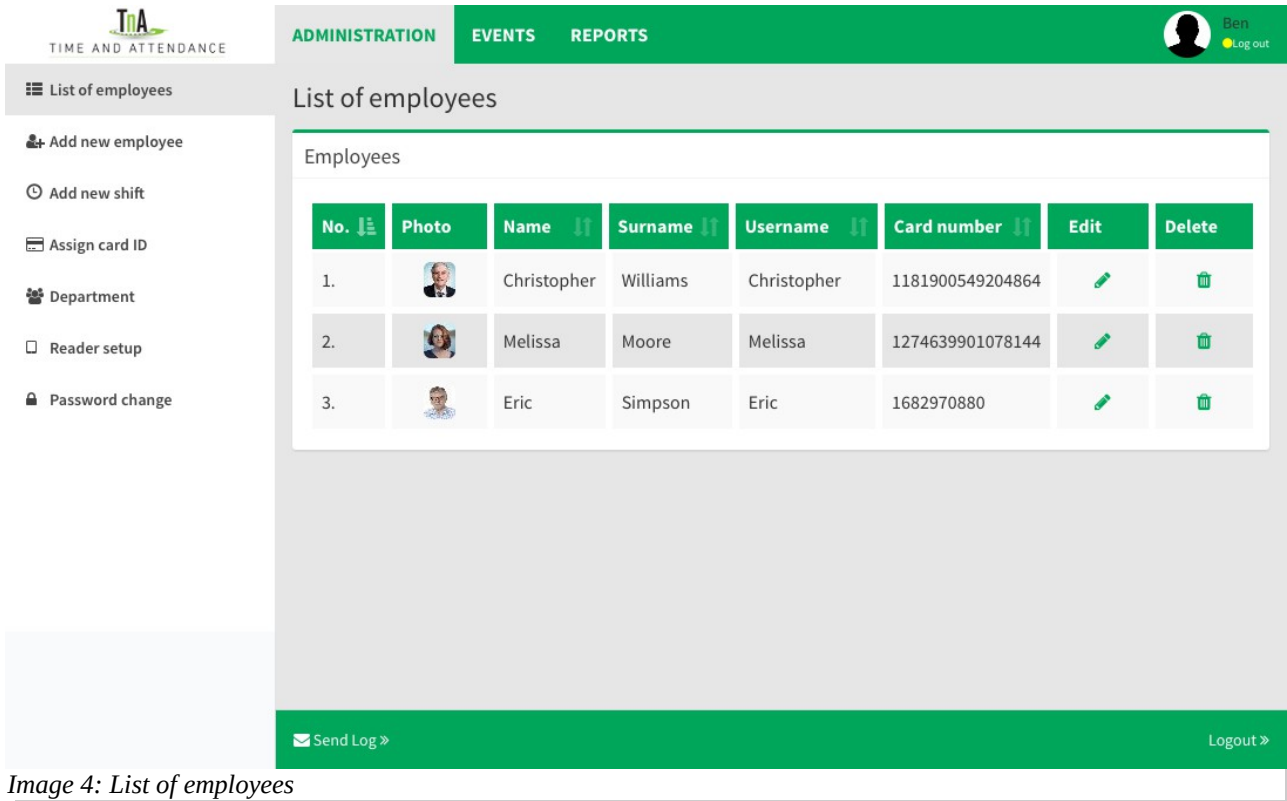 TnA
TIME AND ATTENDANCE
ADMINISTRATION EVENTS REPORTS
Ben
Log out
List of employees
Add new employee
Add new shift
Assign card ID
Department
Reader setup
Password change
List of employees
Employees
No. Photo Name Surname Username Card number Edit Delete
1. Christopher Williams Christopher 1181900549204864
2. Melissa Moore Melissa 1274639901078144
3. Eric Simpson Eric 1682970880
Send Log »
Logout »
Image 4: List of employees